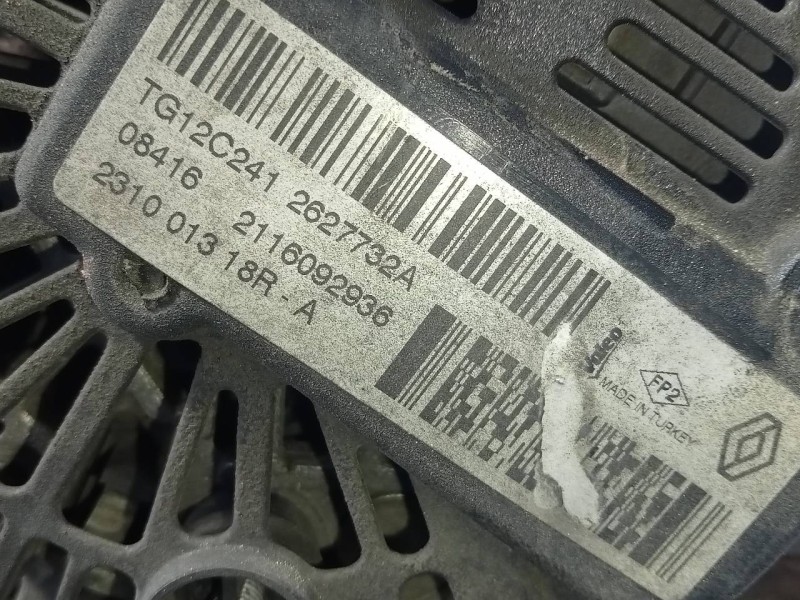 TG12C241 2627732A
08416 2116092936
2310 013 18R - A
Valeo
FP2
MADE IN TURKEY